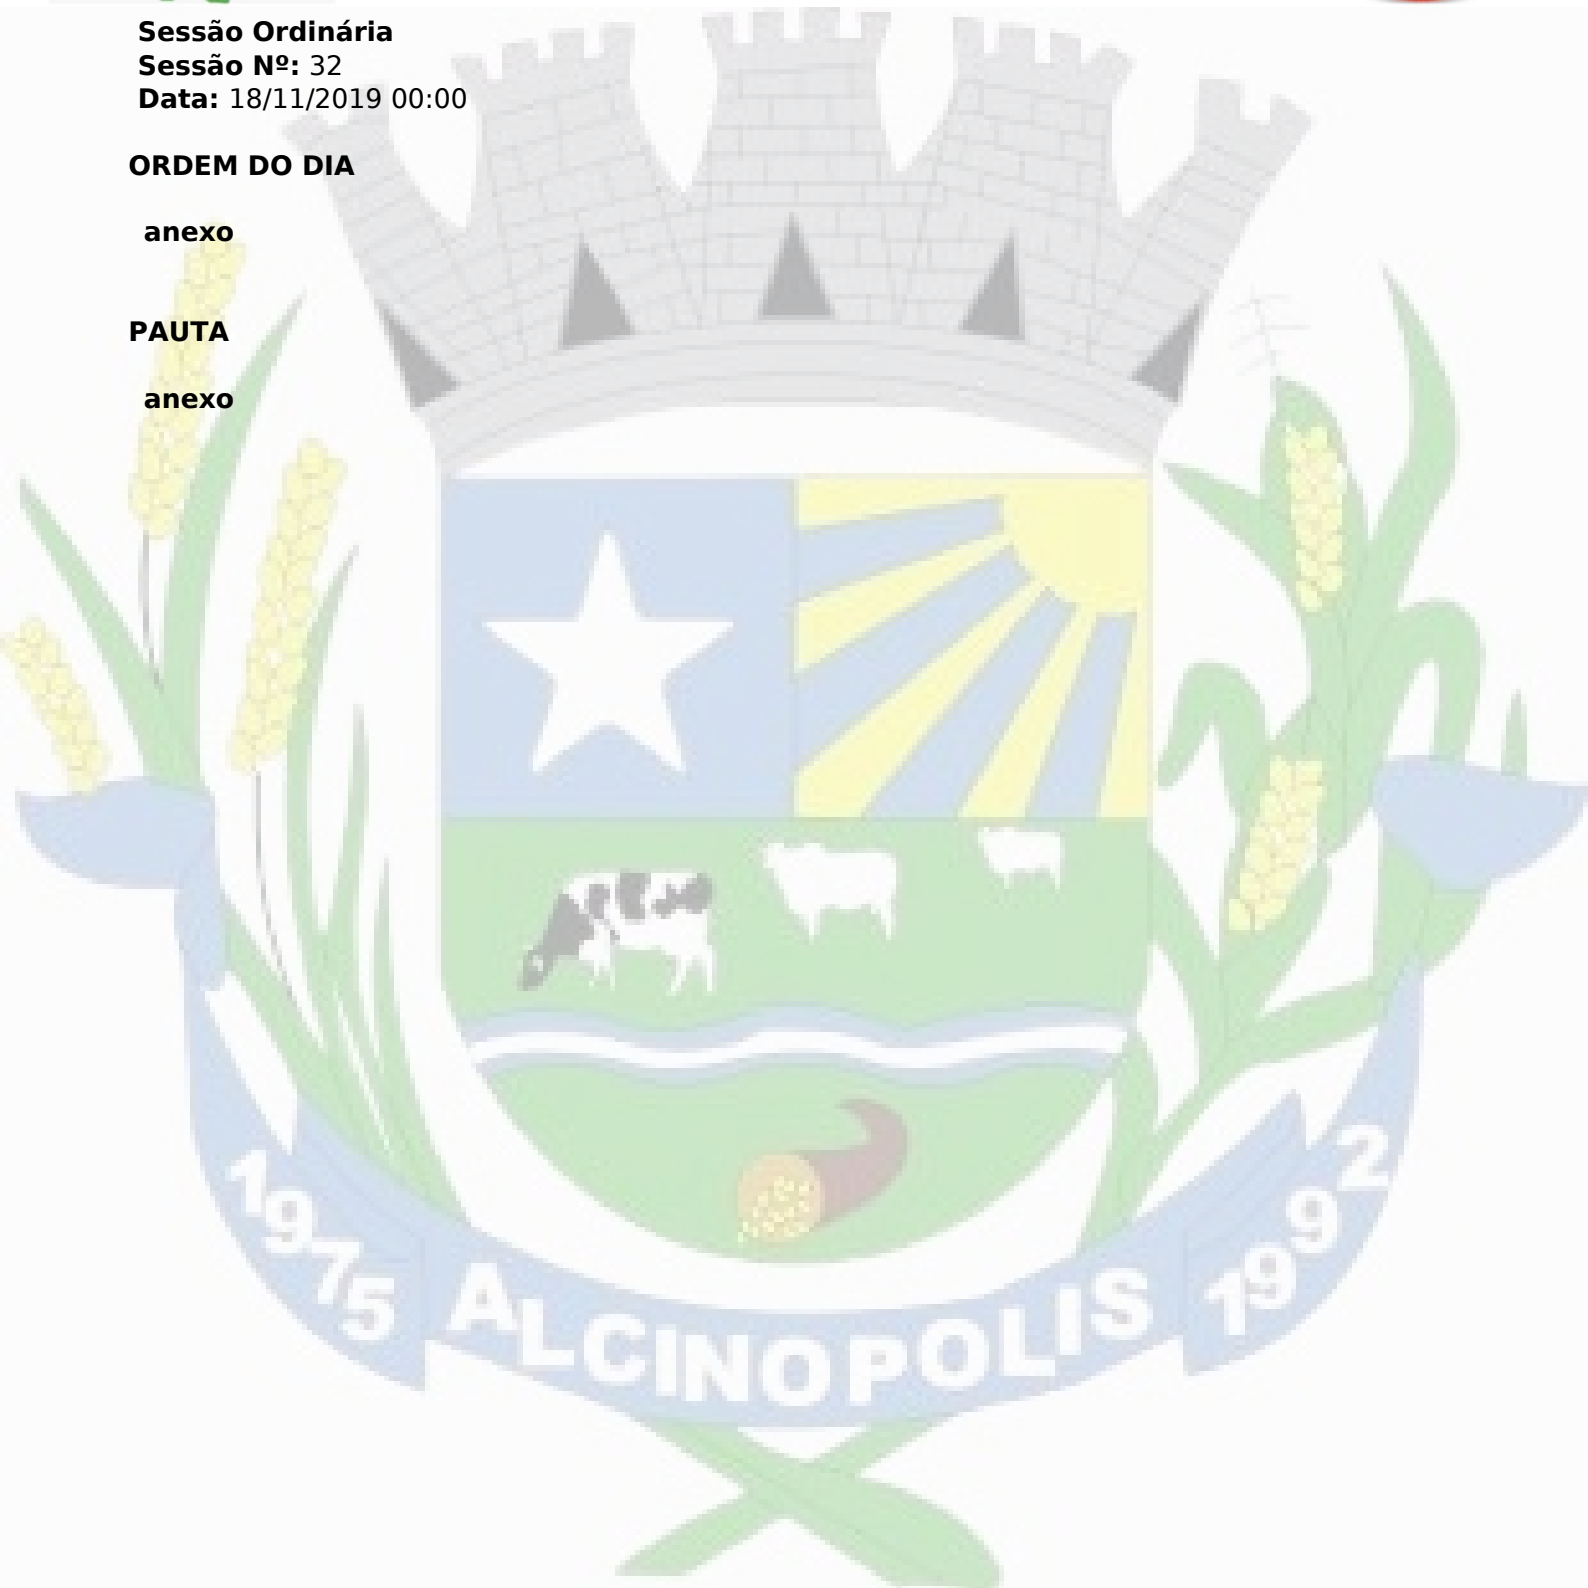 Sessão Ordinária
Sessão Nº: 32
Data: 18/11/2019 00:00
ORDEM DO DIA
anexo
PAUTA
anexo
1975 ALCINOPOLIS 1992